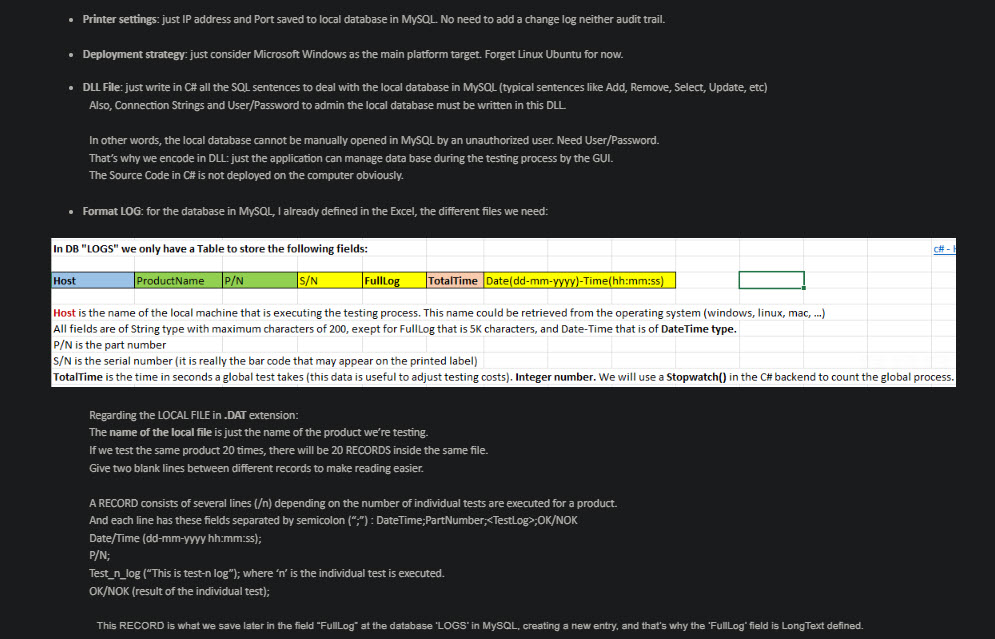 • Printer settings: just IP address and Port saved to local database in MySQL. No need to add a change log neither audit trail.
• Deployment strategy: just consider Microsoft Windows as the main platform target. Forget Linux Ubuntu for now.
• DLL File: just write in C# all the SQL sentences to deal with the local database in MySQL (typical sentences like Add, Remove, Select, Update, etc)
Also, Connection Strings and User/Password to admin the local database must be written in this DLL.
In other words, the local database cannot be manually opened in MySQL by an unauthorized user. Need User/Password.
That's why we encode in DLL: just the application can manage data base during the testing process by the GUI.
The Source Code in C# is not deployed on the computer obviously.
• Format LOG: for the database in MySQL, I already defined in the Excel, the different files we need:
In DB "LOGS" we only have a Table to store the following fields: c# - H
Host ProductName P/N S/N FullLog TotalTime Date(dd-mm-yyyy)-Time(hh:mm:ss)
Host is the name of the local machine that is executing the testing process. This name could be retrieved from the operating system (windows, linux, mac, ...)
All fields are of String type with maximum characters of 200, exept for FullLog that is 5K characters, and Date-Time that is of DateTime type.
P/N is the part number
S/N is the serial number (it is really the bar code that may appear on the printed label)
TotalTime is the time in seconds a global test takes (this data is useful to adjust testing costs). Integer number. We will use a Stopwatch() in the C# backend to count the global process.
Regarding the LOCAL FILE in .DAT extension:
The name of the local file is just the name of the product we're testing.
If we test the same product 20 times, there will be 20 RECORDS inside the same file.
Give two blank lines between different records to make reading easier.
A RECORD consists of several lines (/n) depending on the number of individual tests are executed for a product.
And each line has these fields separated by semicolon (";") : DateTime;PartNumber;<TestLog>;OK/NOK
Date/Time (dd-mm-yyyy hh:mm:ss);
P/N;
Test_n_log ("This is test-n log"); where 'n' is the individual test is executed.
OK/NOK (result of the individual test);
This RECORD is what we save later in the field "FullLog" at the database 'LOGS' in MySQL, creating a new entry, and that's why the 'FullLog' field is LongText defined.